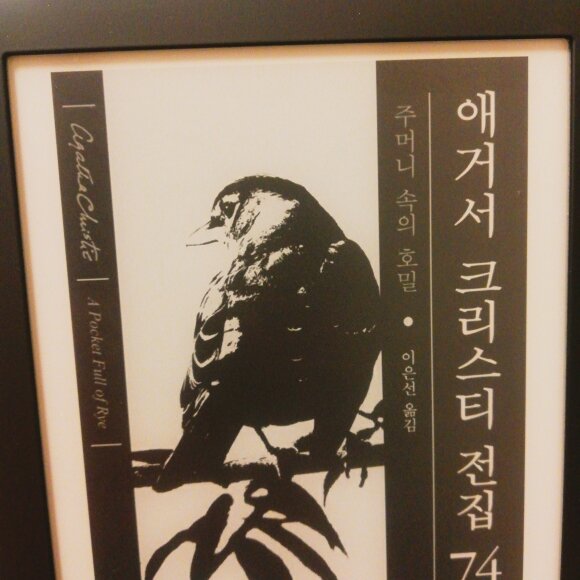 Agatha Christie
A Pocket Full of Rye
주머니 속의 호밀 • 이은선 옮김
애거서 크리스티 전집 74